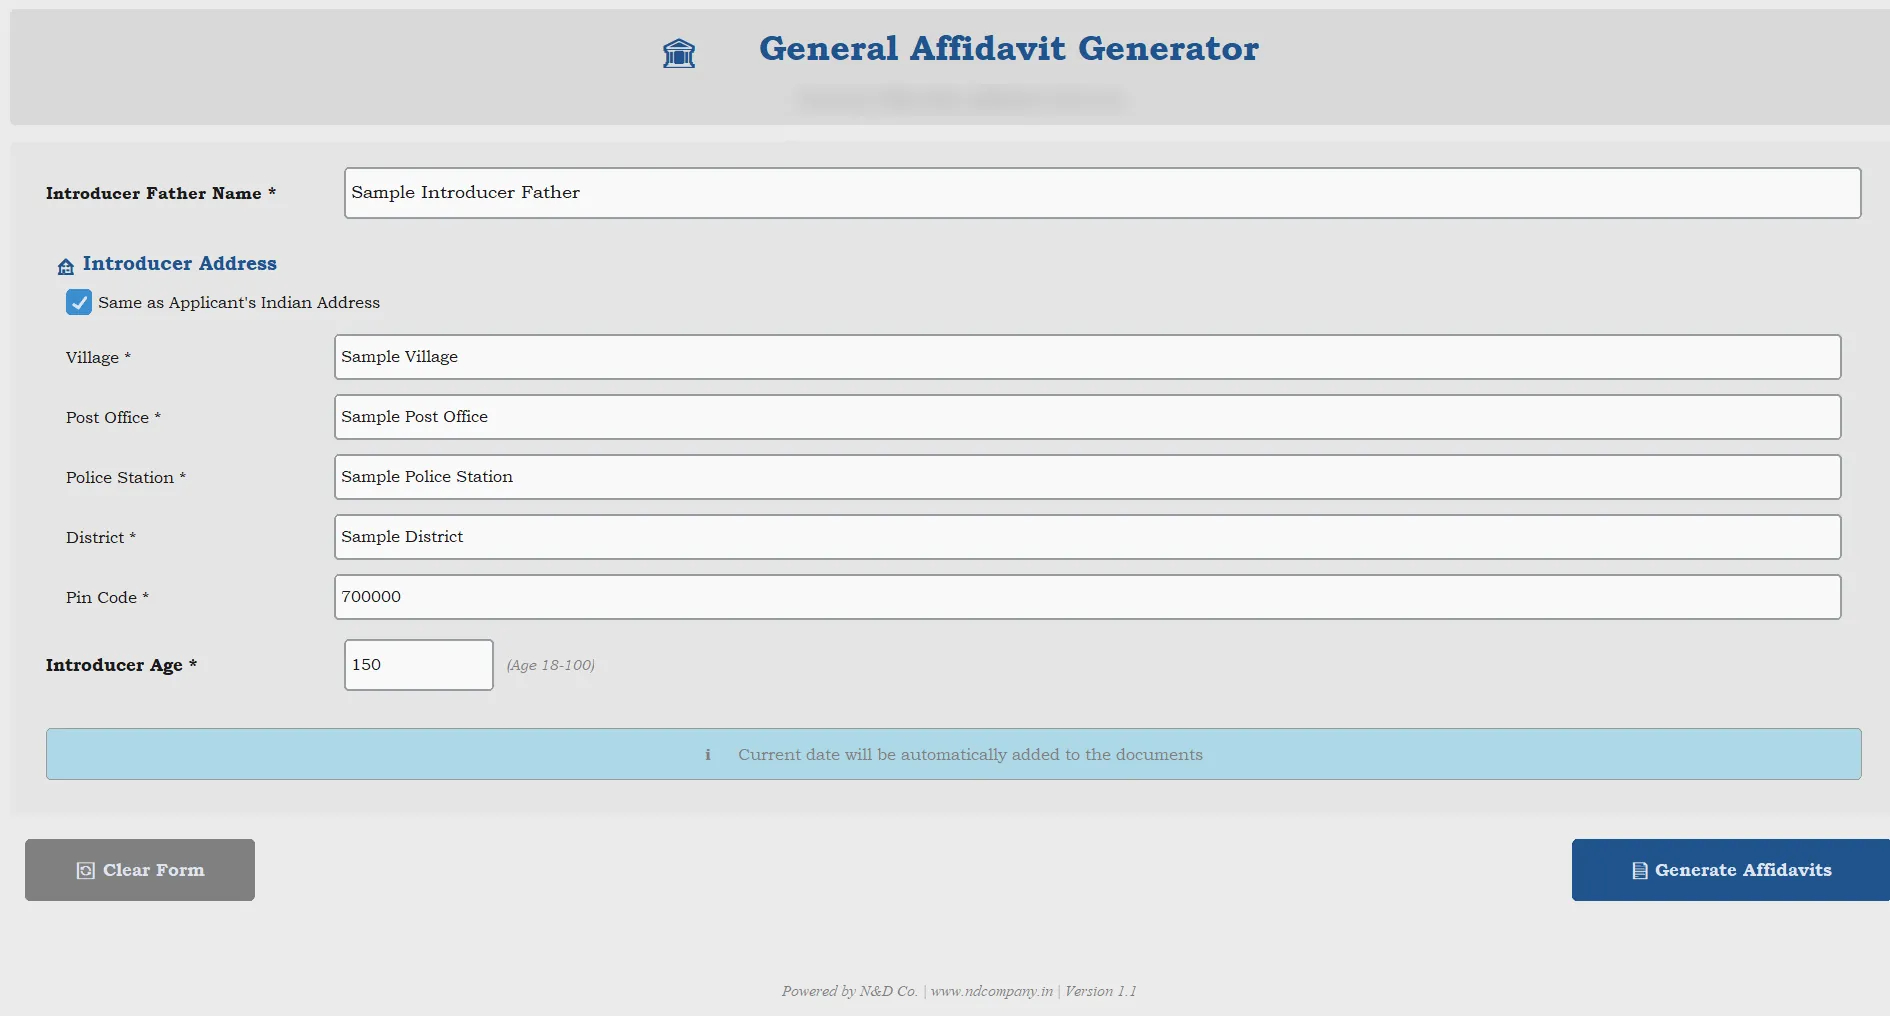 General Affidavit Generator
Introducer Father Name *
Sample Introducer Father
Introducer Address
Same as Applicant's Indian Address
Village *
Sample Village
Post Office *
Sample Post Office
Police Station *
Sample Police Station
District *
Sample District
Pin Code *
700000
Introducer Age *
150
(Age 18-100)
i Current date will be automatically added to the documents
Clear Form
Generate Affidavits
Powered by N&D Co. | www.ndcompany.in | Version 1.1